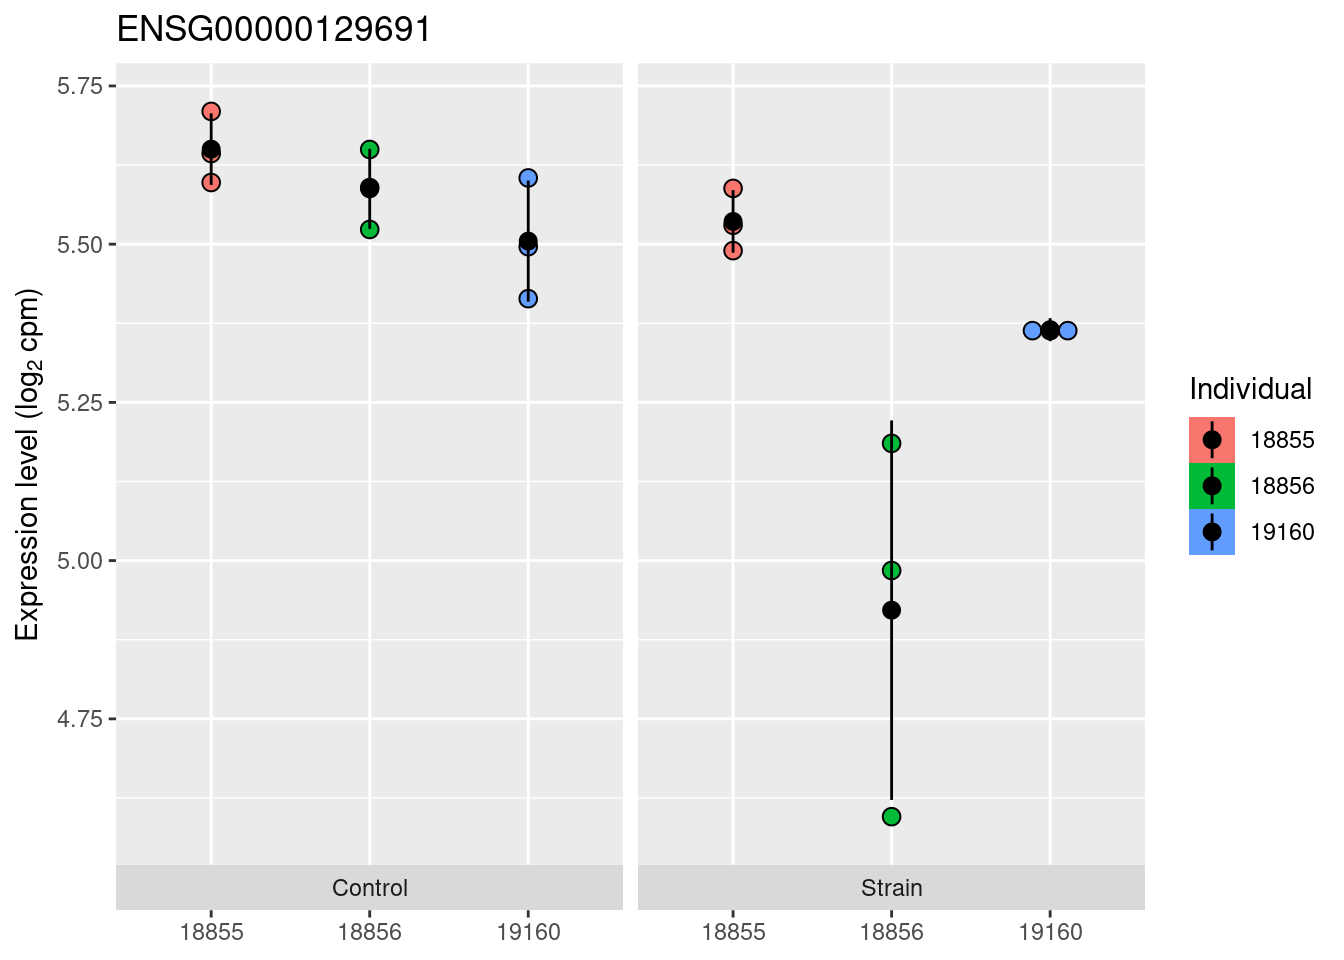 ENSG00000129691
5.75
5.50
5.25
5.00
4.75
Expression level (log₂ cpm)
Control
Strain
18855
18856
19160
18855
18856
19160
Individual
18855
18856
19160